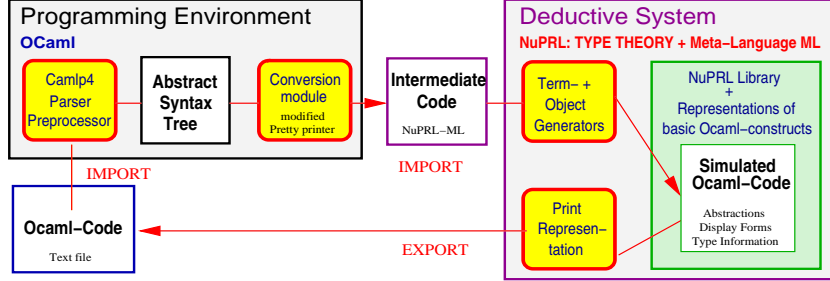 Programming Environment
OCaml
Camlp4
Parser
Preprocessor
Abstract
Syntax
Tree
Conversion
module
modified
Pretty printer
Intermediate
Code
NuPRL−ML
IMPORT
IMPORT
Ocaml−Code
Text file
EXPORT
Deductive System
NuPRL: TYPE THEORY + Meta−Language ML
Term− +
Object
Generators
Print
Represen−
tation
NuPRL Library
+
Representations of
basic Ocaml−constructs
Simulated
Ocaml−Code
Abstractions
Display Forms
Type Information